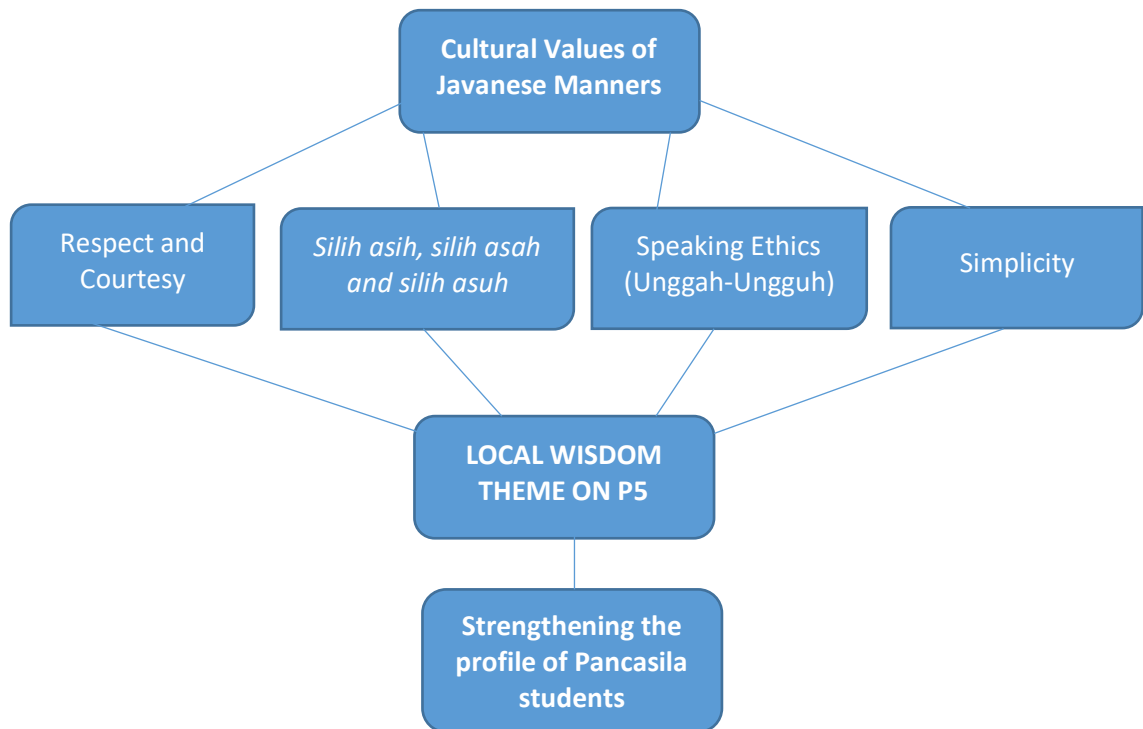 Cultural Values of
Javanese Manners
Respect and
Courtesy
Silih asih, silih asah
and silih asuh
Speaking Ethics
(Unggah-Ungguh)
Simplicity
LOCAL WISDOM
THEME ON P5
Strengthening the
profile of Pancasila
students